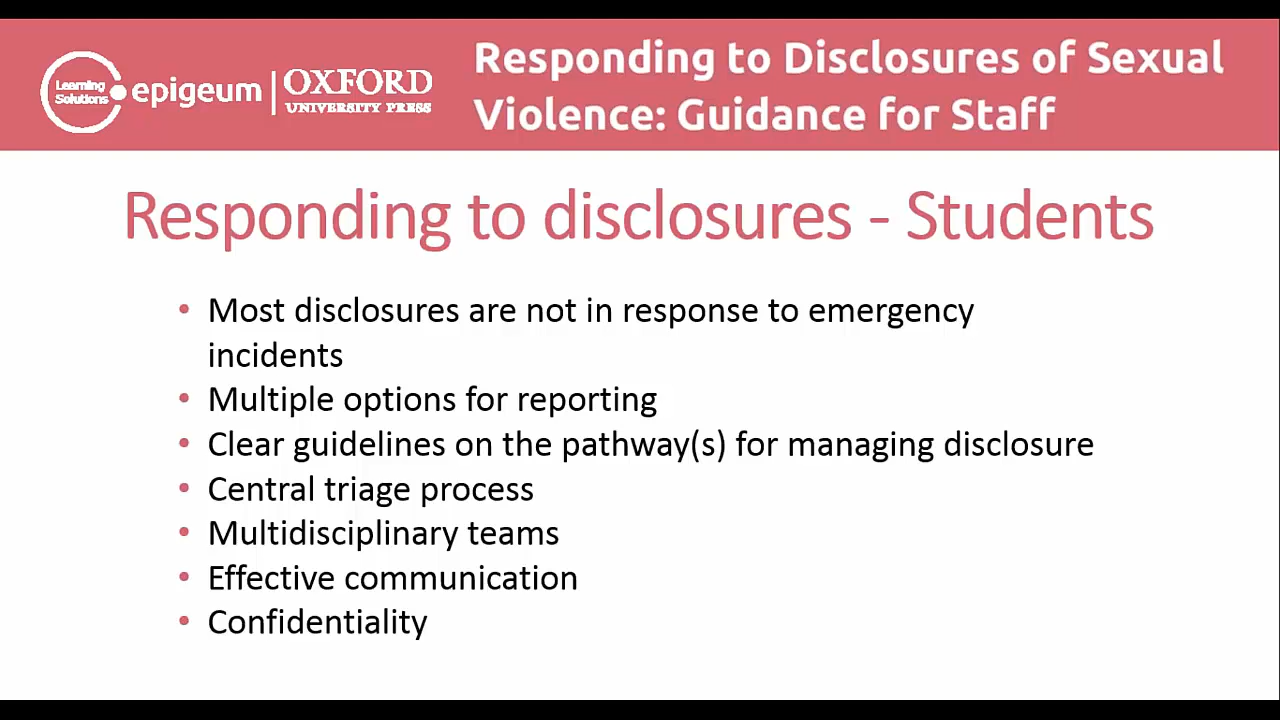 Learning
Solutions
epigeum
OXFORD
UNIVERSITY PRESS
Responding to Disclosures of Sexual
Violence: Guidance for Staff
Responding to disclosures - Students
• Most disclosures are not in response to emergency
incidents
• Multiple options for reporting
• Clear guidelines on the pathway(s) for managing disclosure
• Central triage process
• Multidisciplinary teams
• Effective communication
• Confidentiality